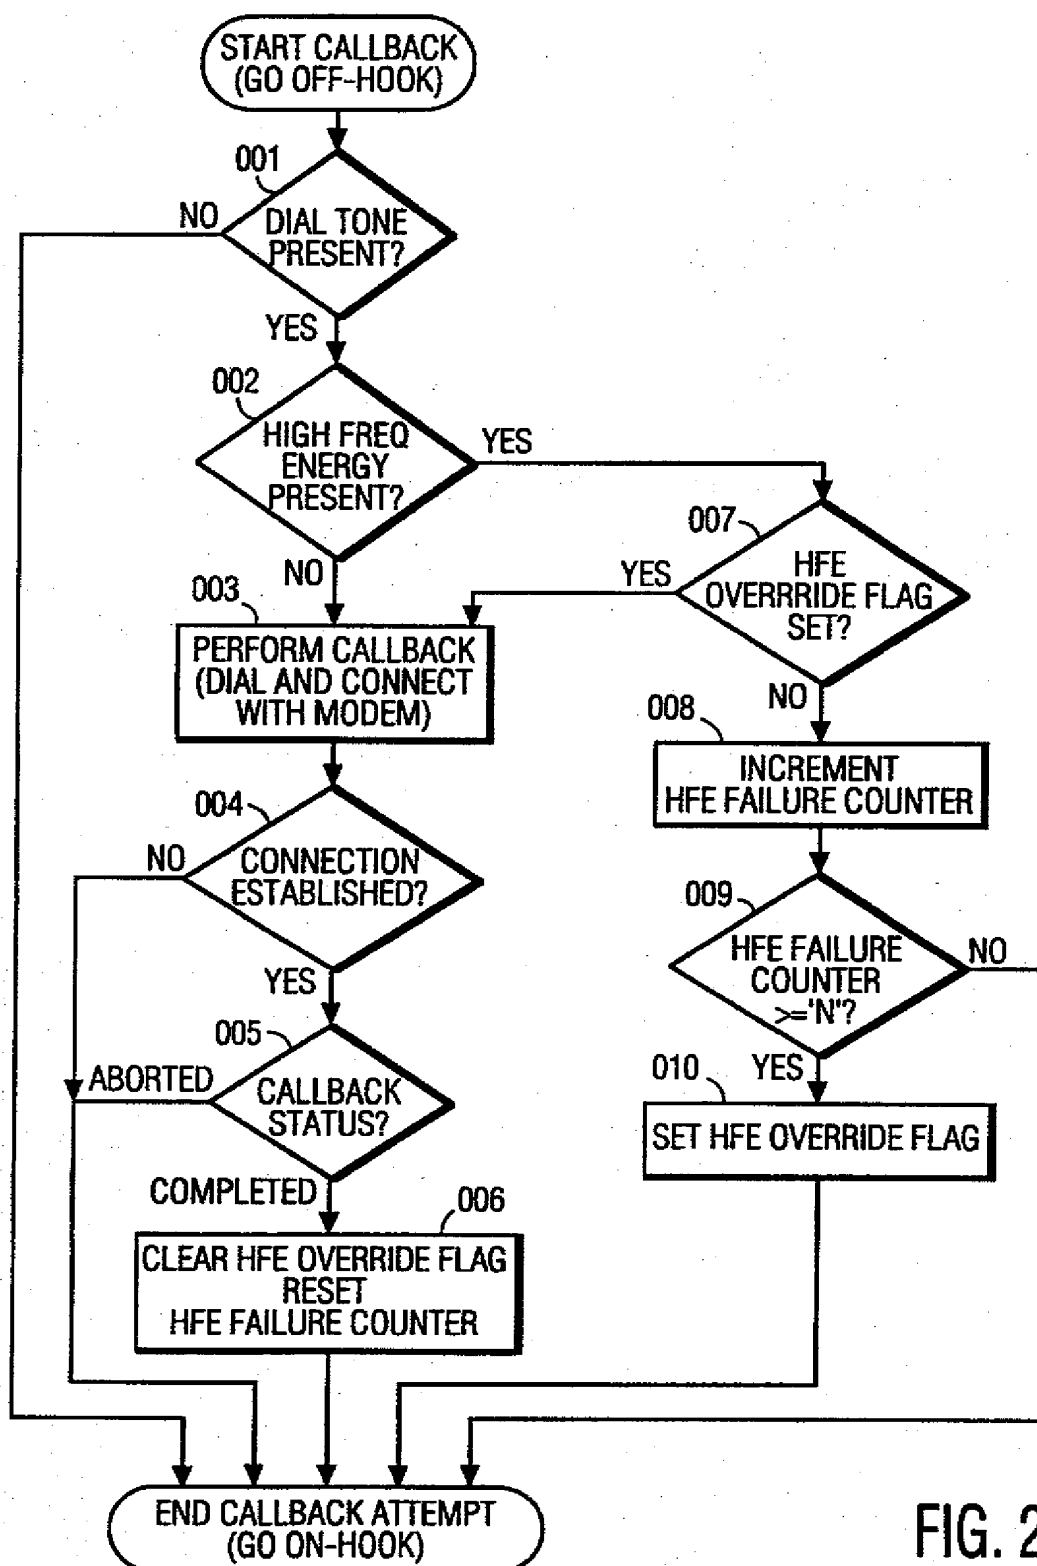 START CALLBACK
(GO OFF-HOOK)
001
NO
DIAL TONE
PRESENT?
YES
002
HIGH FREQ
ENERGY
PRESENT?
YES
NO
007
HFE
OVERRRIDE FLAG
SET?
YES
NO
003
PERFORM CALLBACK
(DIAL AND CONNECT
WITH MODEM)
008
INCREMENT
HFE FAILURE COUNTER
004
NO
CONNECTION
ESTABLISHED?
YES
009
HFE FAILURE
COUNTER
>='N'?
NO
YES
005
ABORTED
CALLBACK
STATUS?
COMPLETED
010
SET HFE OVERRIDE FLAG
006
CLEAR HFE OVERRIDE FLAG
RESET
HFE FAILURE COUNTER
END CALLBACK ATTEMPT
(GO ON-HOOK)
FIG. 2